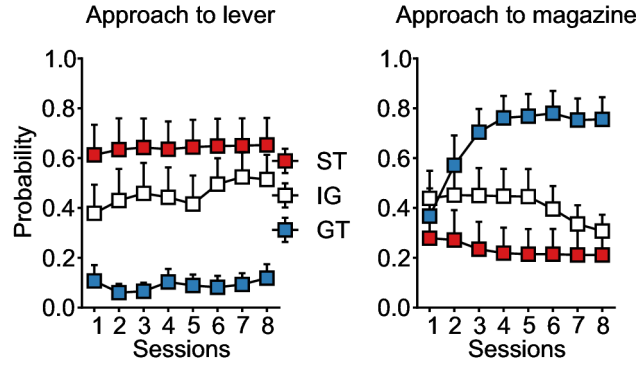 Approach to lever
Approach to magazine
Probability
1.0
0.8
0.6
0.4
0.2
0.0
1 2 3 4 5 6 7 8
Sessions
ST
IG
GT
1.0
0.8
0.6
0.4
0.2
0.0
1 2 3 4 5 6 7 8
Sessions